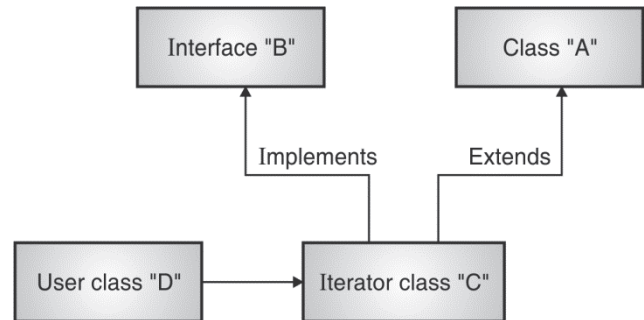 Interface "B"
Class "A"
Implements
Extends
User class "D"
Iterator class "C"